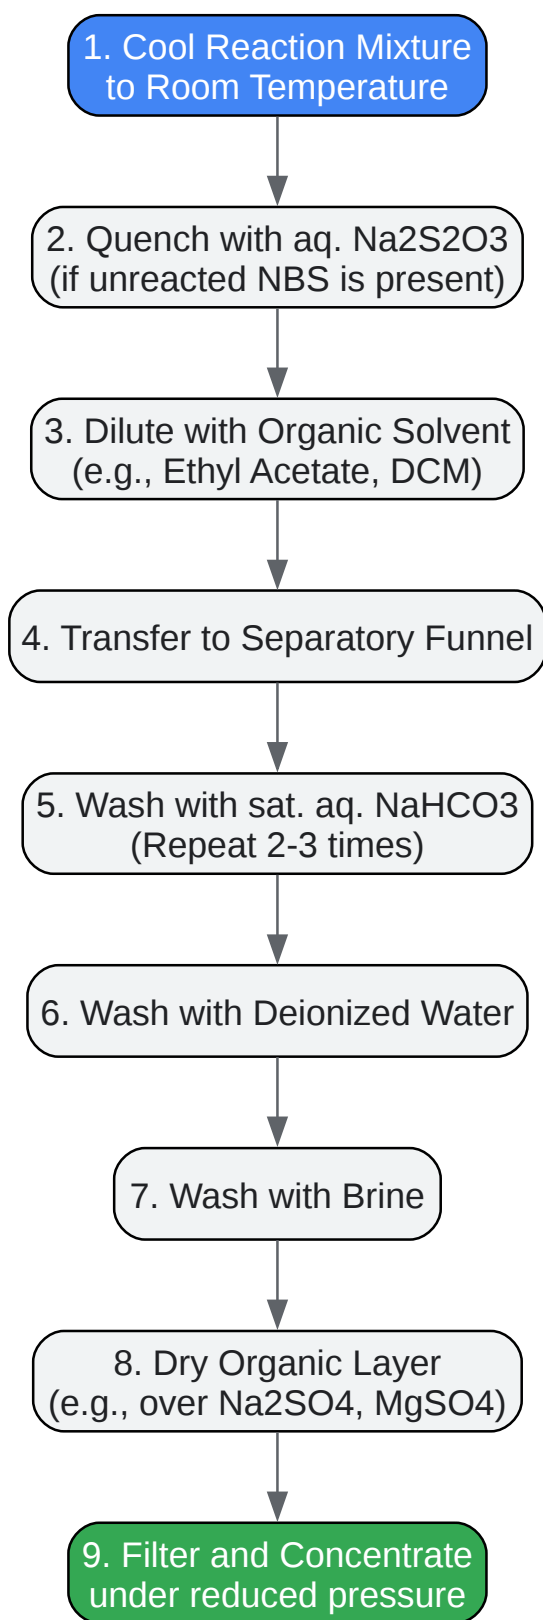 1. Cool Reaction Mixture
to Room Temperature
2. Quench with aq. Na2S2O3
(if unreacted NBS is present)
3. Dilute with Organic Solvent
(e.g., Ethyl Acetate, DCM)
4. Transfer to Separatory Funnel
5. Wash with sat. aq. NaHCO3
(Repeat 2-3 times)
6. Wash with Deionized Water
7. Wash with Brine
8. Dry Organic Layer
(e.g., over Na2SO4, MgSO4)
9. Filter and Concentrate
under reduced pressure